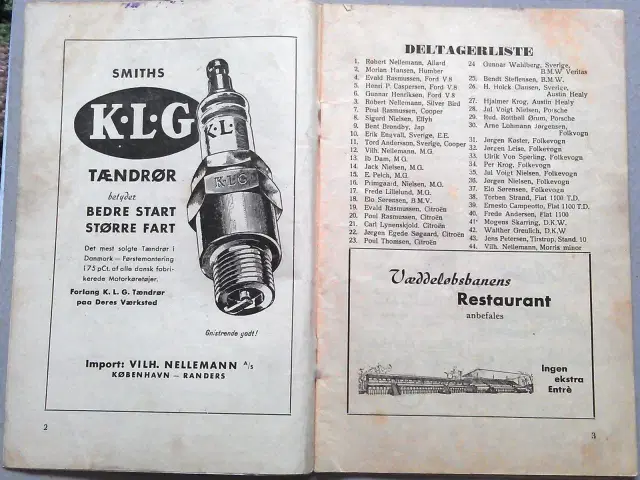 SMITHS
K·L·G
K·L·G
K·L·G
TÆNDRØR
betyder
BEDRE START
STØRRE FART
Det mest solgte Tændrør i
Danmark — Førstemontering
175 pCt. af alle dansk fabri-
kerede Motorkøretøjer.
Forlang K. L. G. Tændrør
paa Deres Værksted
Gnistrende godt!
Import: VILH. NELLEMANN A/S
KØBENHAVN — RANDERS
2
DELTAGERLISTE
1. Robert Nellemann, Allard
2. Morian Hansen, Humber
4. Evald Rasmussen, Ford V.8
5. Henri P. Caspersen, Ford V.8
6. Gunnar Henriksen, Ford V.8
3. Robert Nellemann, Silver Bird
7. Poul Rasmussen, Cooper
8. Sigurd Nielsen, Effyh
9. Bent Brøndby, Jap
10. Erik Engvall, Sverige, E.E.
11. Tord Andersson, Sverige, Cooper
12. Vilh. Nellemann, M.G.
13. Ib Dam, M.G.
14. Jack Nielsen, M.G.
15. E. Pelch, M.G.
16. Primgaard Nielsen, M.G.
17. Frede Lillelund, M.G.
18. Elo Sørensen, B.M.V.
19. Evald Rasmussen, Citroën
20. Poul Rasmussen, Citroën
21. Carl Lynsenskjold, Citroën
22. Jørgen Egede Søgaard, Citroën
23. Poul Thomsen, Citroën
24 Gunnar Wahlberg, Sverige,
B.M.W Veritas
25. Bendt Steffensen, B.M.W.
26. H. Holck Clausen, Sverige,
Austin Healy
27. Hjalmer Krog, Austin Healy
28. Jul Voigt Nielsen, Porsche
29. Rud. Rottbøll Ørum, Porsche
30. Arne Lohmann Jørgensen,
Folkvogn
31. Jørgen Koster, Folkevogn
32. Jørgen Leise, Folkevogn
33. Ulrik Von Sperling, Folkevogn
34. Per Krog, Folkevogn
35. Jul Voigt Nielsen, Folkevogn
36. Jørgen Nielsen, Folkevogn
37. Elo Sørensen, Folkevogn
38. Torben Strand, Fiat 1100 T.D.
39. Ernesto Campeotto, Fiat 1100 T.D.
40. Frede Andersen, Fiat 1100
41. Mogens Skarring, D.K.W.
42. Walther Greulich, D.K.W
43. Jens Petersen, Tirstrup, Stand. 10
44. Vilh. Nellemann, Morris minor
Væddeløbsbanens
Restaurant
anbefales
Ingen
ekstra
Entrè
3